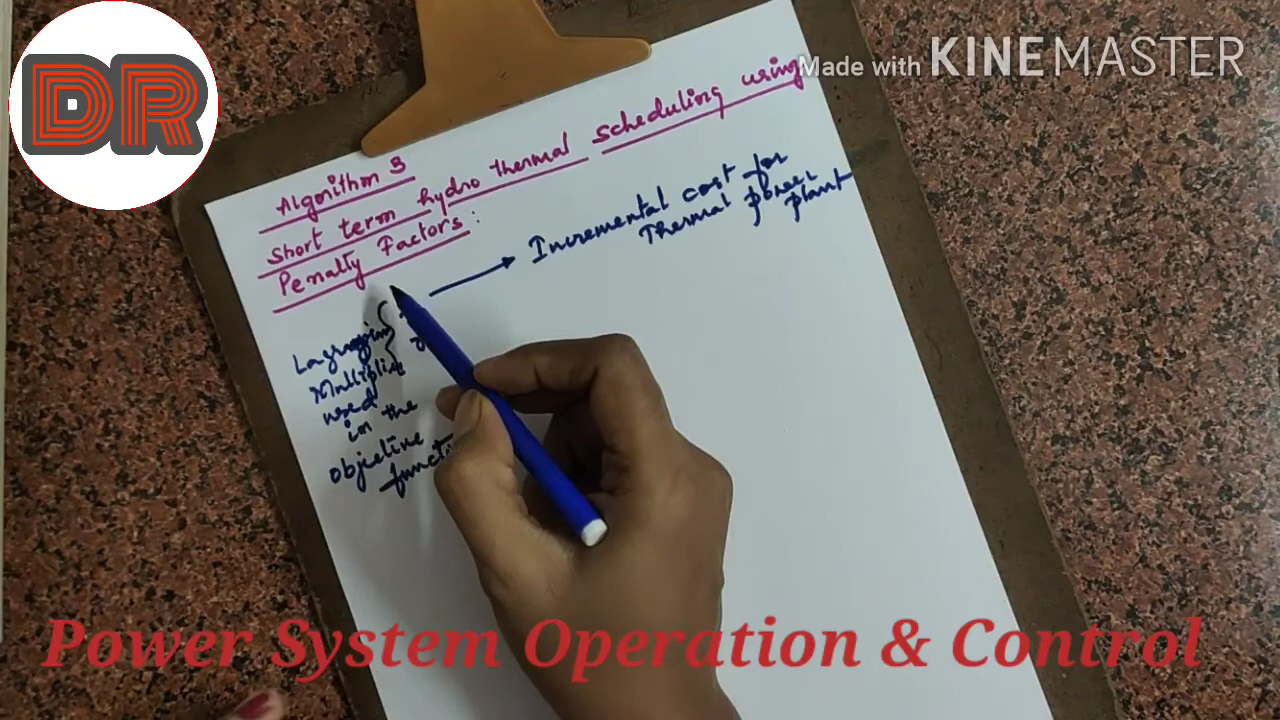 DR
Made with KINEMASTER
Algorithm 3
Short term hydro thermal scheduling using
Penalty Factors:
Incremental cost for
Thermal power
plant
Multiplier
used
in the
objective
Power System Operation & Control